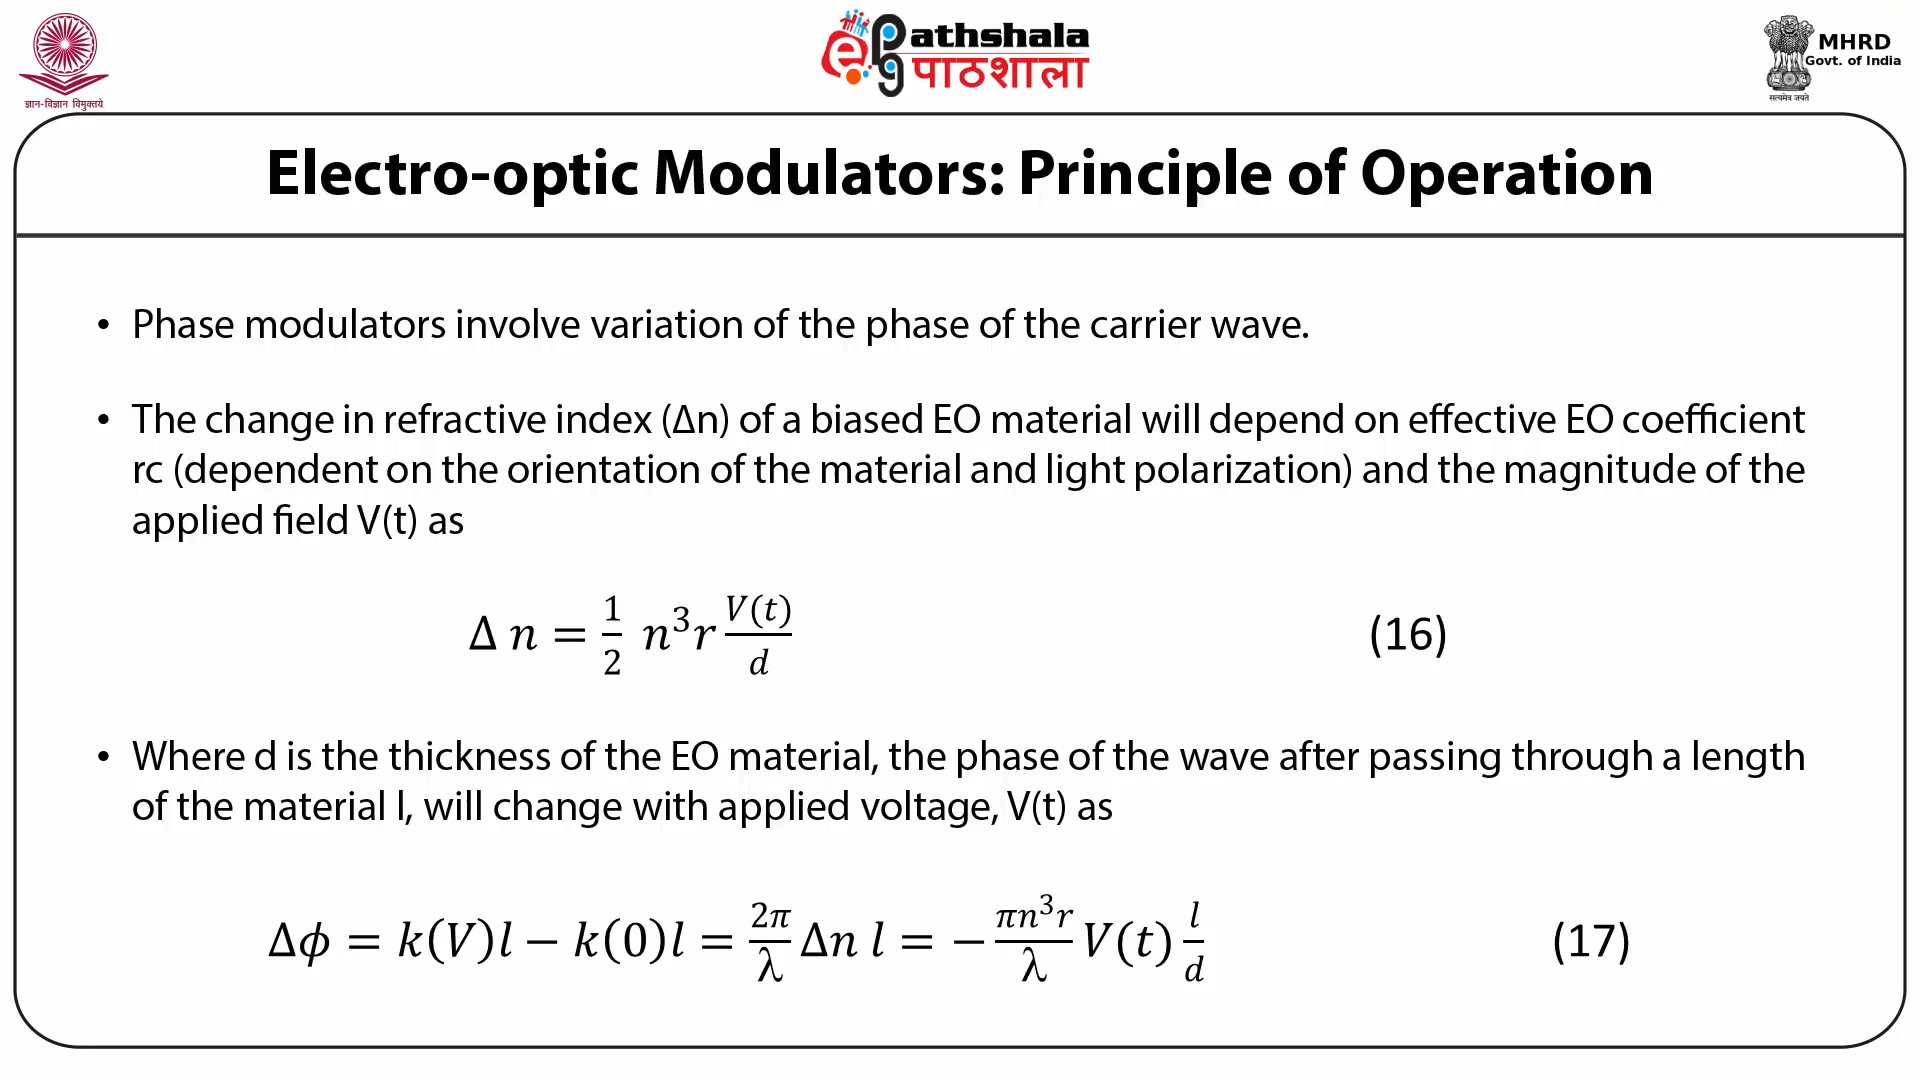 ज्ञान-विज्ञान विमुक्तये
athshala
पाठशाला
MHRD
Govt. of India
सत्यमेव जयते
Electro-optic Modulators: Principle of Operation
• Phase modulators involve variation of the phase of the carrier wave.
• The change in refractive index (Δn) of a biased EO material will depend on effective EO coefficient
rc (dependent on the orientation of the material and light polarization) and the magnitude of the
applied field V(t) as
Δ n = 1/2 n³r V(t)/d (16)
• Where d is the thickness of the EO material, the phase of the wave after passing through a length
of the material l, will change with applied voltage, V(t) as
Δϕ = k(V)l − k(0)l = 2π/λ Δn l = − πn³r/λ V(t) l/d (17)